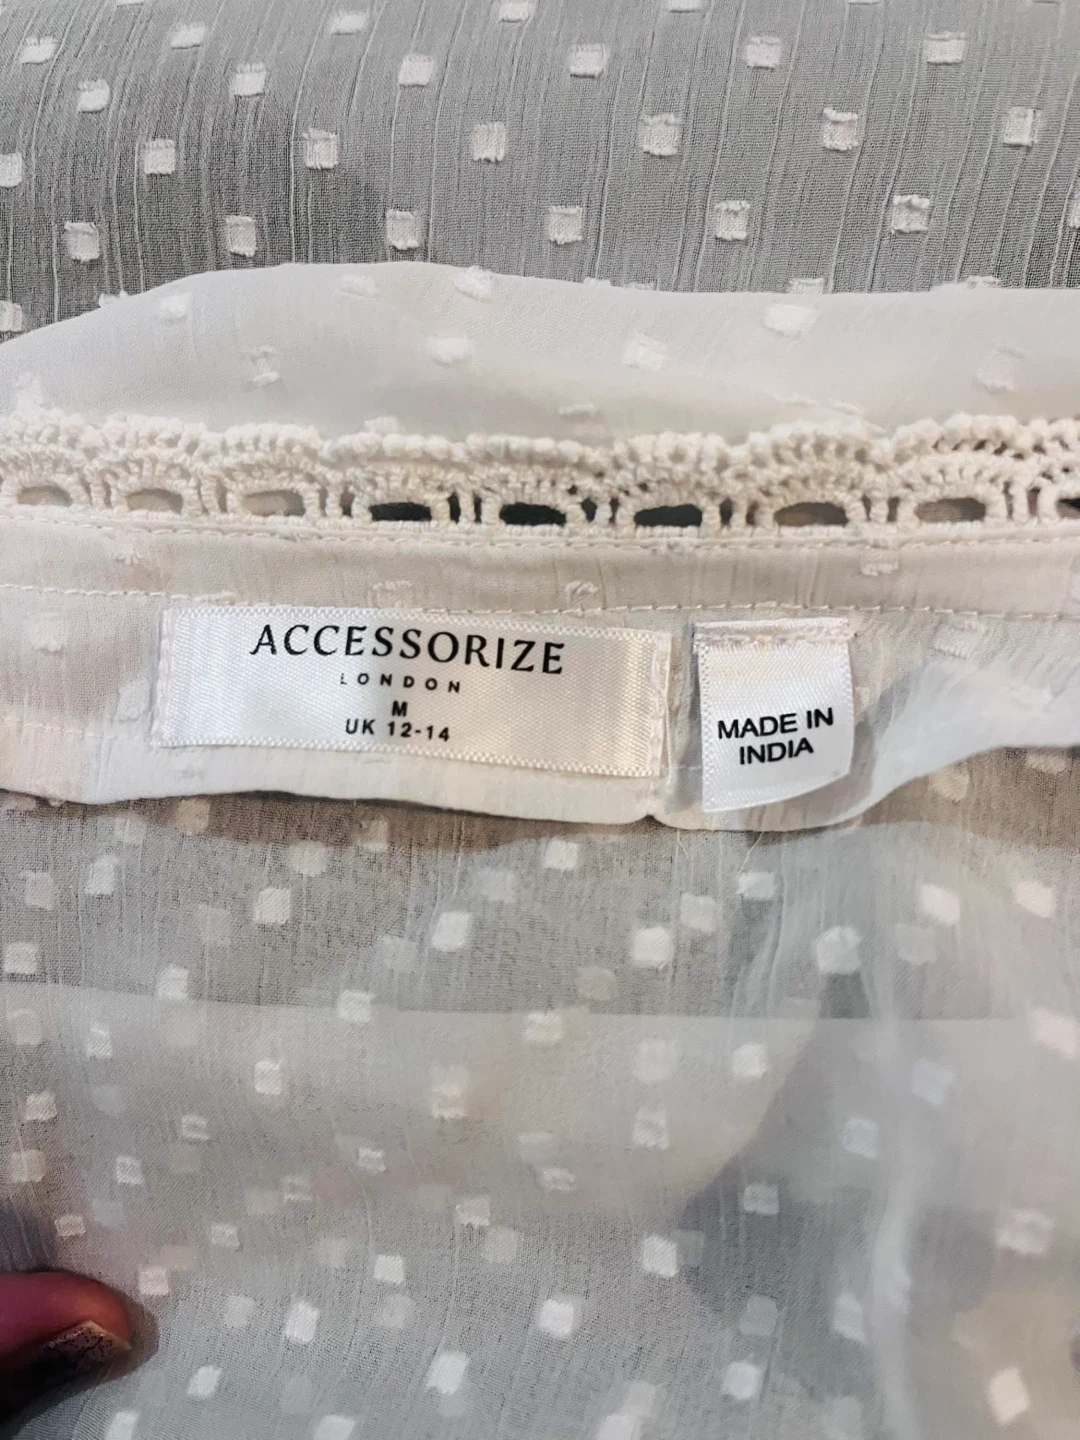 ACCESSORIZE
LONDON
M
UK 12-14
MADE IN
INDIA